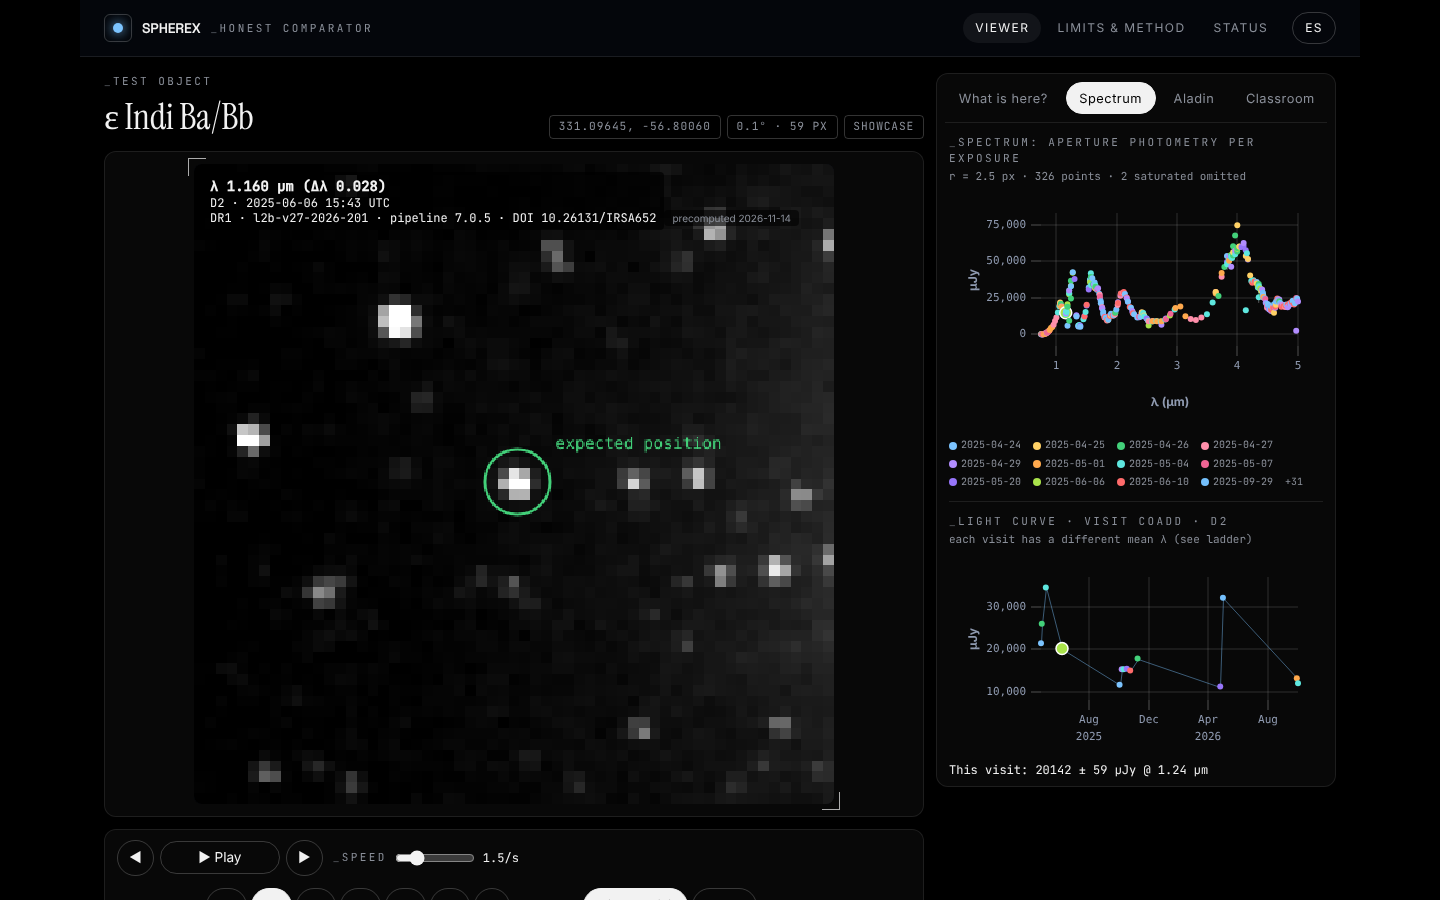 SPHEREX _HONEST COMPARATOR
VIEWER LIMITS & METHOD STATUS ES
_TEST OBJECT
ε Indi Ba/Bb
331.09645, -56.80060 0.1° · 59 PX SHOWCASE
λ 1.160 µm (Δλ 0.028)
D2 · 2025-06-06 15:43 UTC
DR1 · l2b-v27-2026-201 · pipeline 7.0.5 · DOI 10.26131/IRSA652
precomputed 2026-11-14
expected position
◀ ▶ Play ▶ _SPEED 1.5/s
What is here? Spectrum Aladin Classroom
_SPECTRUM: APERTURE PHOTOMETRY PER
EXPOSURE
r = 2.5 px · 326 points · 2 saturated omitted
75,000
50,000
25,000
0
µJy
1 2 3 4 5
λ (µm)
2025-04-24 2025-04-25 2025-04-26 2025-04-27
2025-04-29 2025-05-01 2025-05-04 2025-05-07
2025-05-20 2025-06-06 2025-06-10 2025-09-29 +31
_LIGHT CURVE · VISIT COADD · D2
each visit has a different mean λ (see ladder)
30,000
20,000
10,000
µJy
Aug Dec Apr Aug
2025 2026
This visit: 20142 ± 59 µJy @ 1.24 µm